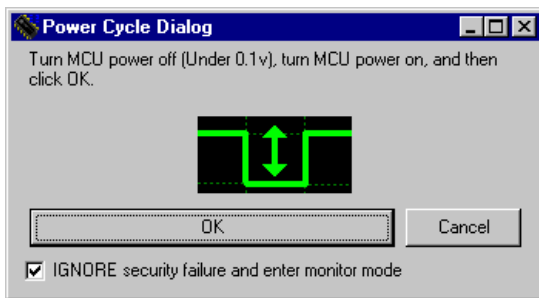 Power Cycle Dialog
Turn MCU power off (Under 0.1v), turn MCU power on, and then
click OK.
OK
Cancel
IGNORE security failure and enter monitor mode